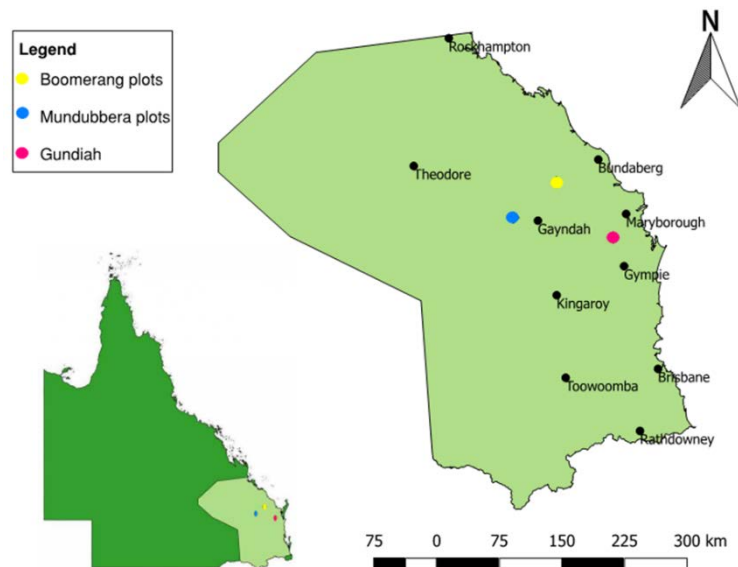 Legend
Boomerang plots
Mundubbera plots
Gundiah
N
Rockhampton
Theodore
Bundaberg
Gayndah
Maryborough
Gympie
Kingaroy
Toowoomba
Brisbane
Rathdowney
75 0 75 150 225 300 km